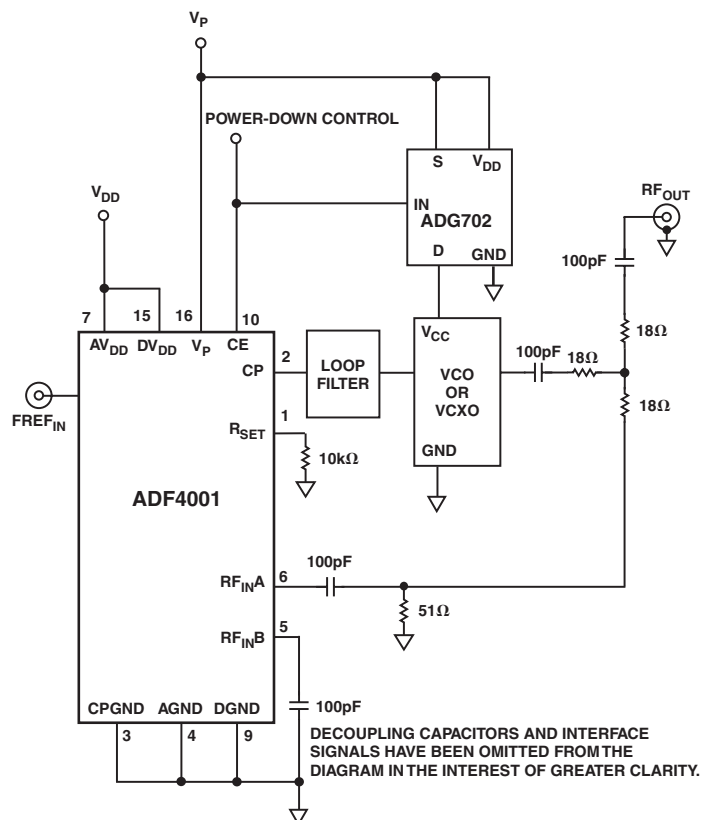 VP
POWER-DOWN CONTROL
S VDD
RFOUT
VDD
IN
ADG702
100pF
D GND
7 15 16 10
18Ω
AVDD DVDD VP CE
2
LOOP
FILTER
VCC
100pF
18Ω
CP
VCO
OR
VCXO
18Ω
FREFIN
1
RSET
GND
10kΩ
ADF4001
100pF
RFINA
6
51Ω
5
RFINB
100pF
CPGND AGND DGND
3 4 9
DECOUPLING CAPACITORS AND INTERFACE
SIGNALS HAVE BEEN OMITTED FROM THE
DIAGRAM IN THE INTEREST OF GREATER CLARITY.